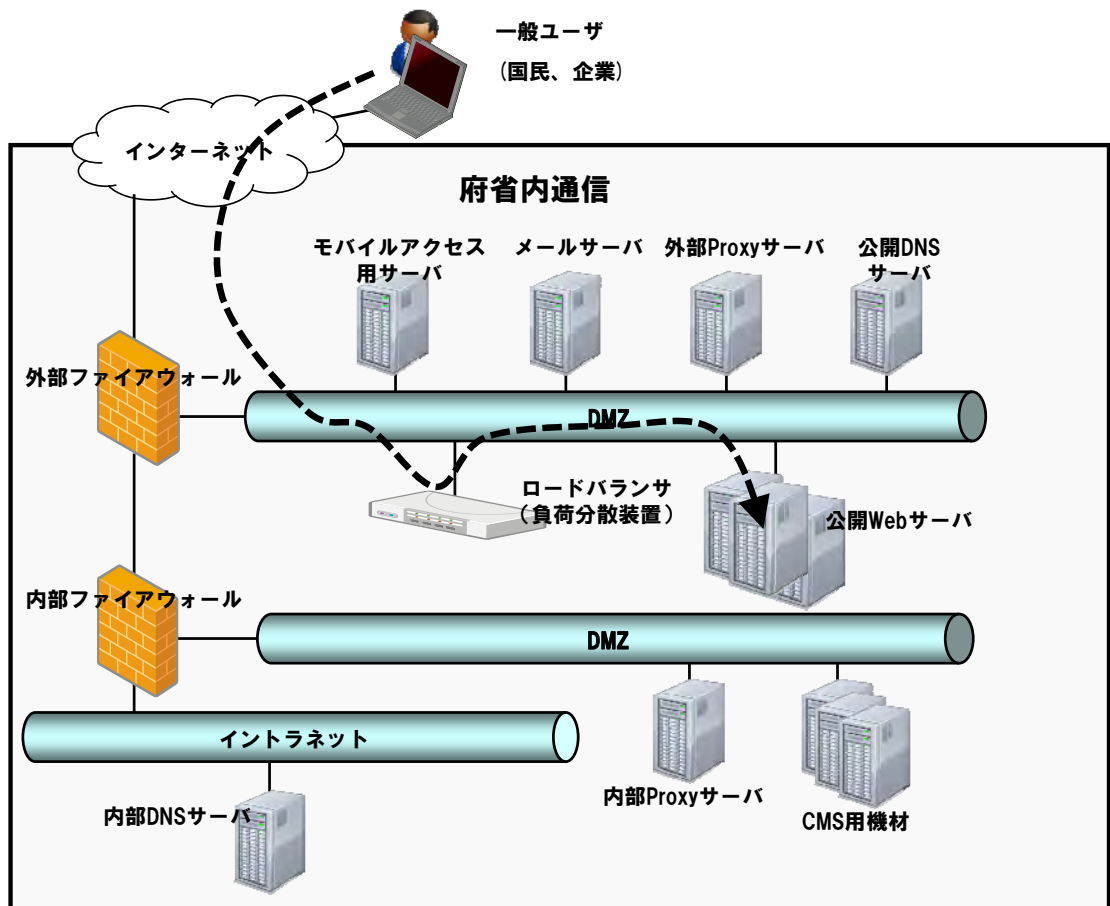 一般ユーザ
(国民、企業)
インターネット
府省内通信
モバイルアクセス
用サーバ
メールサーバ
外部Proxyサーバ
公開DNS
サーバ
外部ファイアウォール
DMZ
ロードバランサ
(負荷分散装置)
公開Webサーバ
内部ファイアウォール
DMZ
イントラネット
内部Proxyサーバ
CMS用機材
内部DNSサーバ